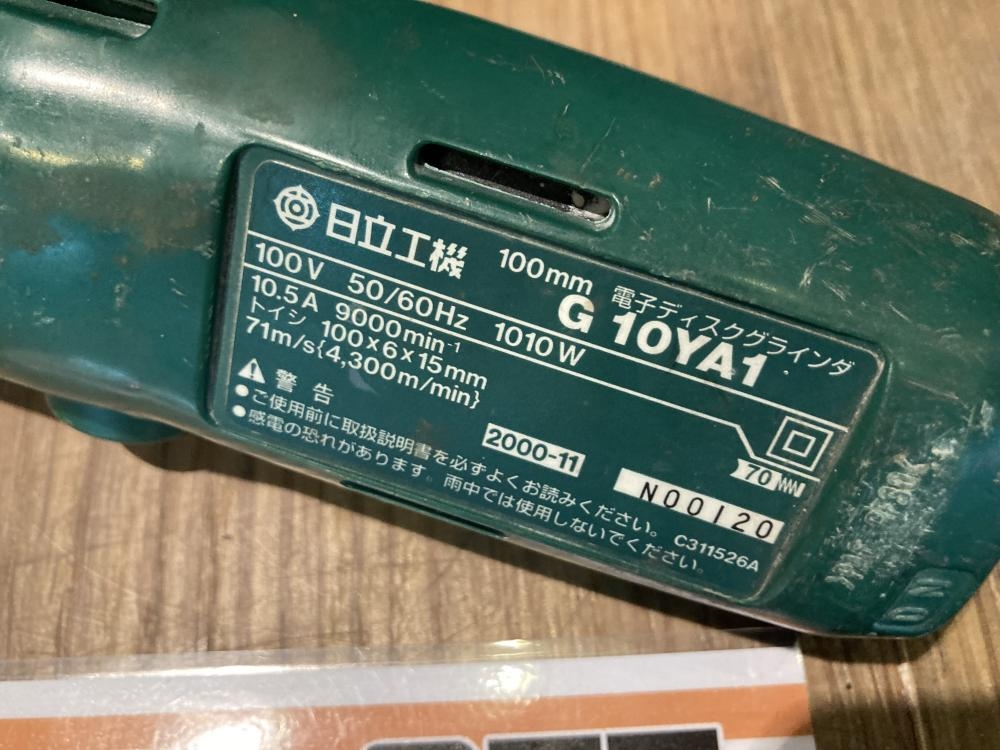 日立工機
100mm 電子ディスクグラインダ
G 10YA1
100V 50/60Hz 1010W
10.5A 9000min⁻¹
トイシ 100×6×15mm
71m/s{4,300m/min}
警告
●ご使用前に取扱説明書を必ずよくお読みください。
●感電の恐れがあります。雨中では使用しないでください。
2000-11
70
N00120
C311526A